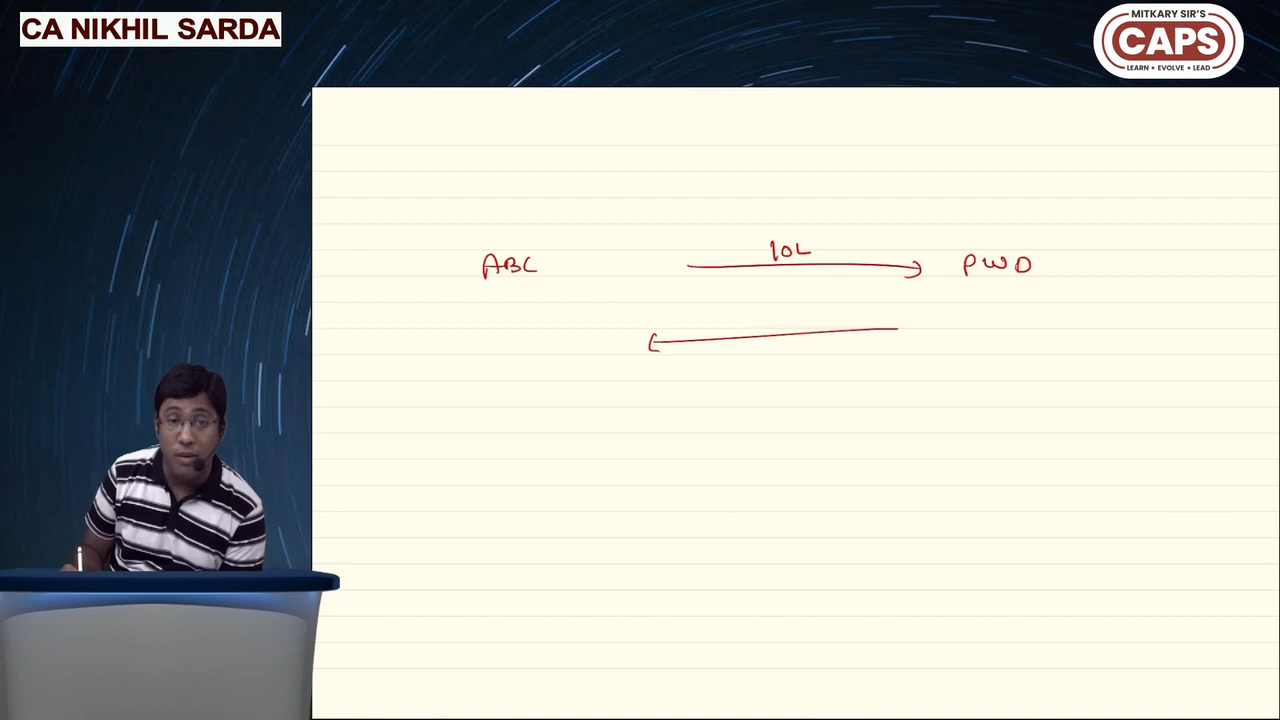 CA NIKHIL SARDA
MITKARY SIR'S
CAPS
LEARN • EVOLVE • LEAD
10L
ABC
PWD